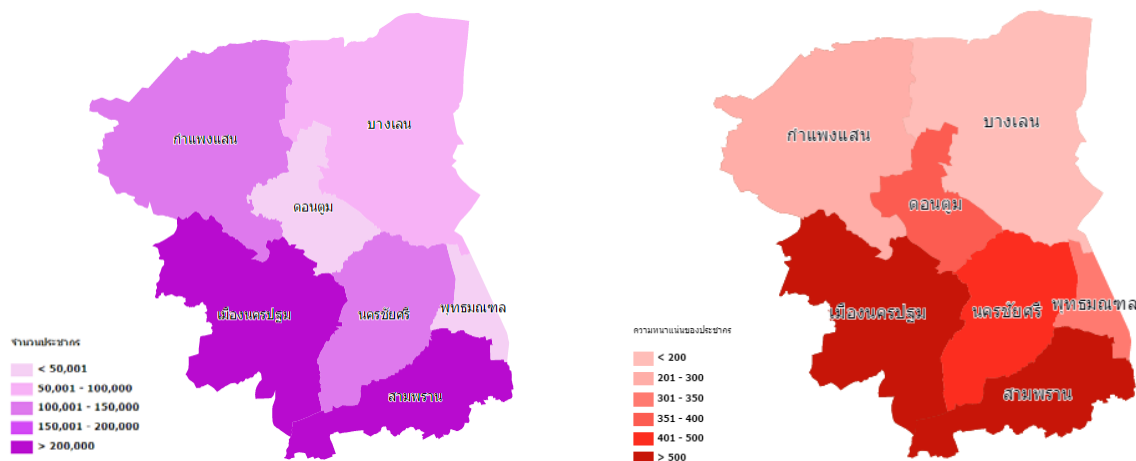 บางเลน
กำแพงแสน
ดอนตูม
พุทธมณฑล
เมืองนครปฐม
นครชัยศรี
สามพราน
จำนวนประชากร
< 50,001
50,001 - 100,000
100,001 - 150,000
150,001 - 200,000
> 200,000
บางเลน
กำแพงแสน
ดอนตูม
พุทธมณฑล
เมืองนครปฐม
นครชัยศรี
สามพราน
ความหนาแน่นของประชากร
< 200
201 - 300
301 - 350
351 - 400
401 - 500
> 500